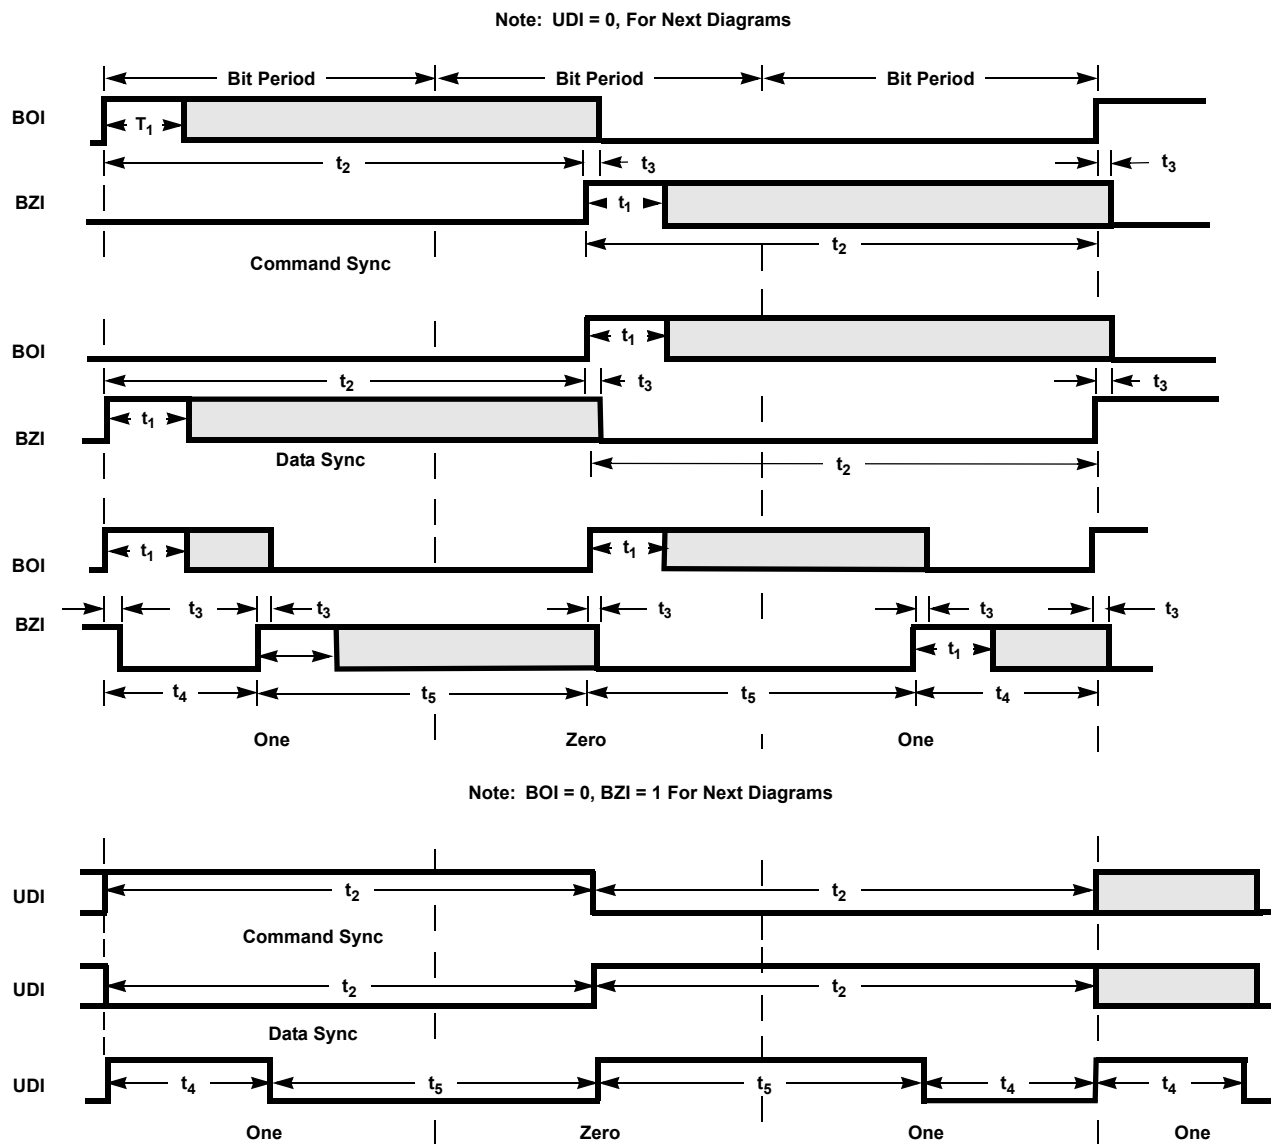 Note: UDI = 0, For Next Diagrams
Bit Period Bit Period Bit Period
BOI
T1
t2 t3 t3
BZI
t1
t2
Command Sync
BOI
t1
t2 t3 t3
BZI
t1
Data Sync
t2
BOI
t1 t1
BZI
t3 t3 t3 t3 t3
t1
t4 t5 t5 t4
One Zero One
Note: BOI = 0, BZI = 1 For Next Diagrams
UDI
t2 t2
Command Sync
UDI
t2 t2
Data Sync
UDI
t4 t5 t5 t4 t4
One Zero One One